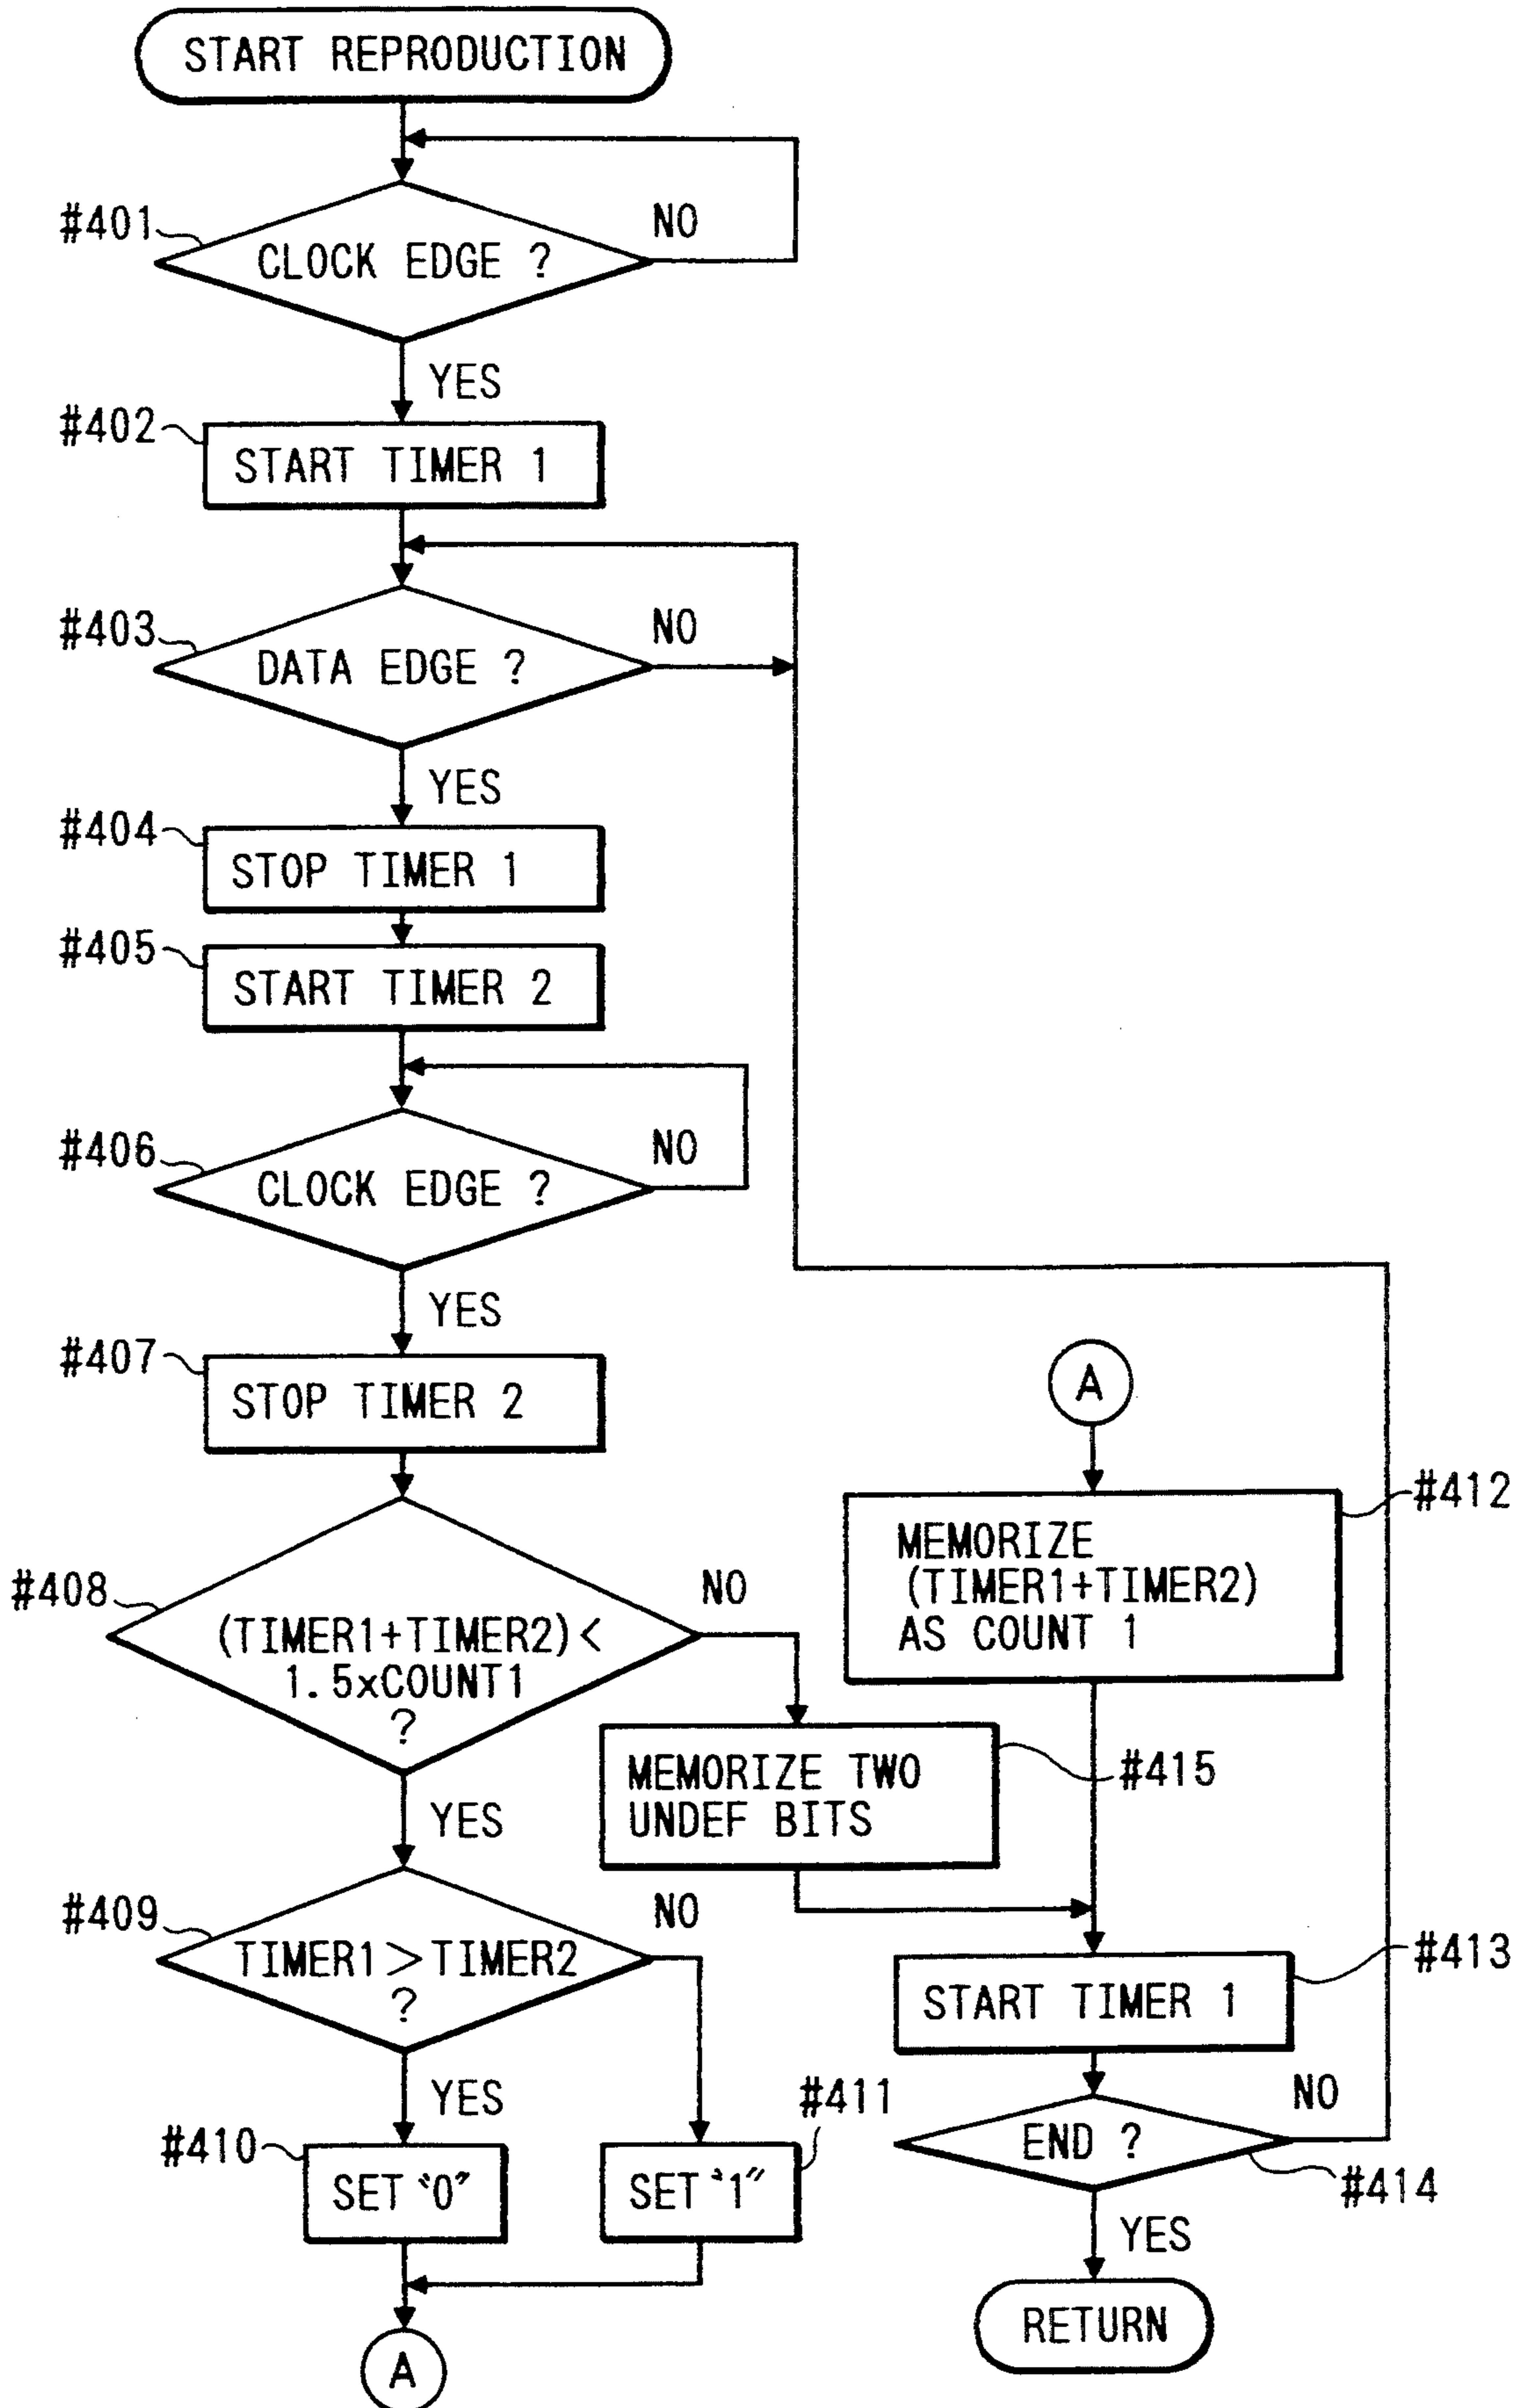 START REPRODUCTION
#401
CLOCK EDGE ?
NO
YES
#402
START TIMER 1
#403
DATA EDGE ?
NO
YES
#404
STOP TIMER 1
#405
START TIMER 2
#406
CLOCK EDGE ?
NO
YES
#407
STOP TIMER 2
#408
(TIMER1+TIMER2)<
1.5xCOUNT1
?
NO
YES
#409
TIMER1>TIMER2
?
NO
YES
#410
SET "0"
#411
SET "1"
A
A
#412
MEMORIZE
(TIMER1+TIMER2)
AS COUNT 1
#415
MEMORIZE TWO
UNDEF BITS
#413
START TIMER 1
END ?
NO
#414
YES
RETURN